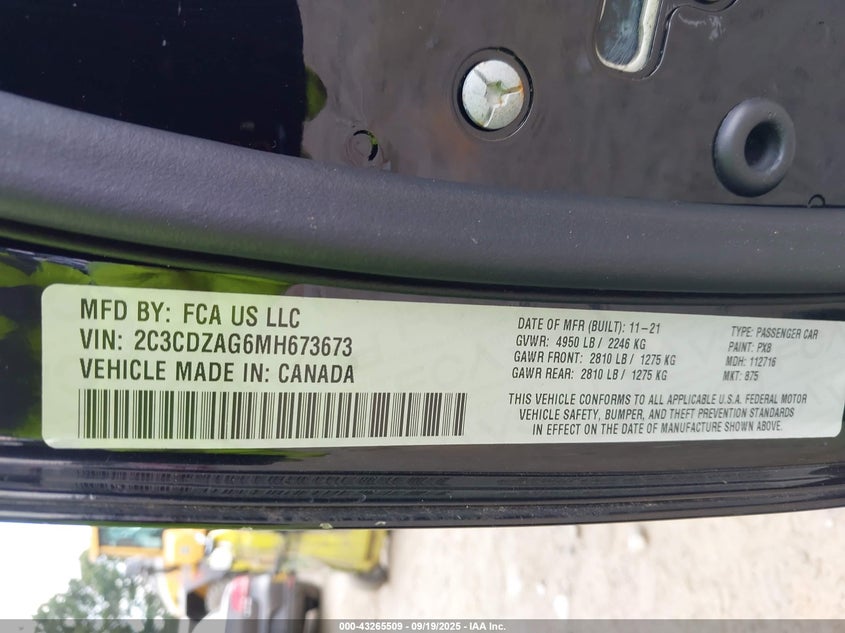 MFD BY: FCA US LLC
VIN: 2C3CDZAG6MH673673
VEHICLE MADE IN: CANADA
DATE OF MFR (BUILT): 11-21
GVWR: 4950 LB / 2246 KG
GAWR FRONT: 2810 LB / 1275 KG
GAWR REAR: 2810 LB / 1275 KG
TYPE: PASSENGER CAR
PAINT: PX8
MDH: 112716
MKT: 875
THIS VEHICLE CONFORMS TO ALL APPLICABLE U.S.A. FEDERAL MOTOR
VEHICLE SAFETY, BUMPER, AND THEFT PREVENTION STANDARDS
IN EFFECT ON THE DATE OF MANUFACTURE SHOWN ABOVE.
000-43265509 - 09/19/2025 - IAA Inc.